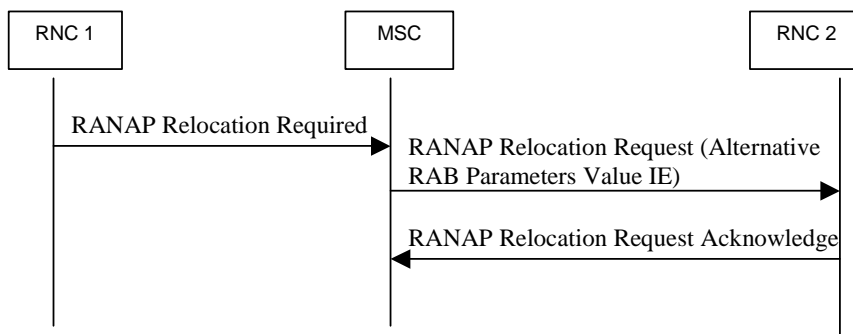 RNC 1
MSC
RNC 2
RANAP Relocation Required
RANAP Relocation Request (Alternative
RAB Parameters Value IE)
RANAP Relocation Request Acknowledge